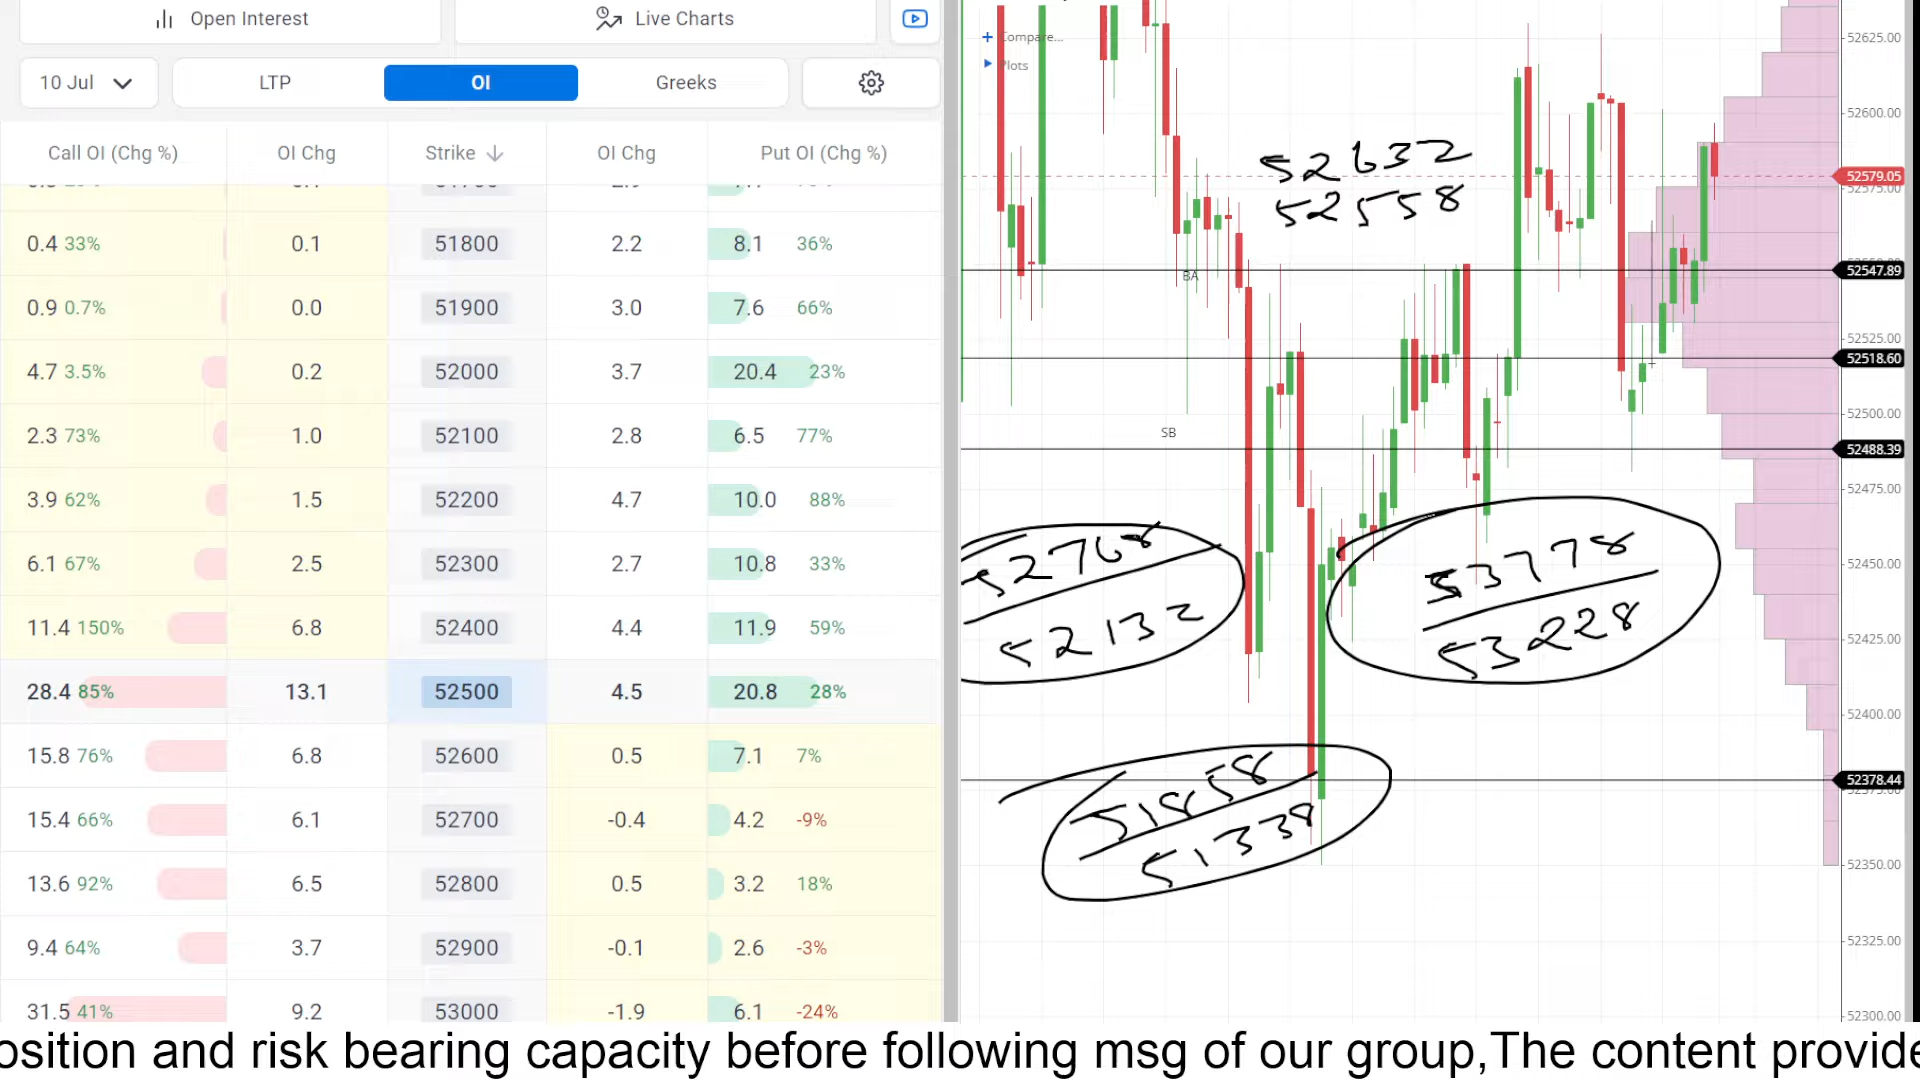 Open Interest
Live Charts
10 Jul
LTP
OI
Greeks
Call OI (Chg %)
OI Chg
Strike
OI Chg
Put OI (Chg %)
0.4 33% 0.1 51800 2.2 8.1 36%
0.9 0.7% 0.0 51900 3.0 7.6 66%
4.7 3.5% 0.2 52000 3.7 20.4 23%
2.3 73% 1.0 52100 2.8 6.5 77%
3.9 62% 1.5 52200 4.7 10.0 88%
6.1 67% 2.5 52300 2.7 10.8 33%
11.4 150% 6.8 52400 4.4 11.9 59%
28.4 85% 13.1 52500 4.5 20.8 28%
15.8 76% 6.8 52600 0.5 7.1 7%
15.4 66% 6.1 52700 -0.4 4.2 -9%
13.6 92% 6.5 52800 0.5 3.2 18%
9.4 64% 3.7 52900 -0.1 2.6 -3%
31.5 41% 9.2 53000 -1.9 6.1 -24%
Compare...
Plots
52632
52558
BA
SB
52768
52132
53778
53228
51858
51338
52625.00
52600.00
52579.05
52575.00
52547.89
52525.00
52518.60
52500.00
52488.39
52475.00
52450.00
52425.00
52400.00
52378.44
52375.00
52350.00
52325.00
52300.00
osition and risk bearing capacity before following msg of our group,The content provide